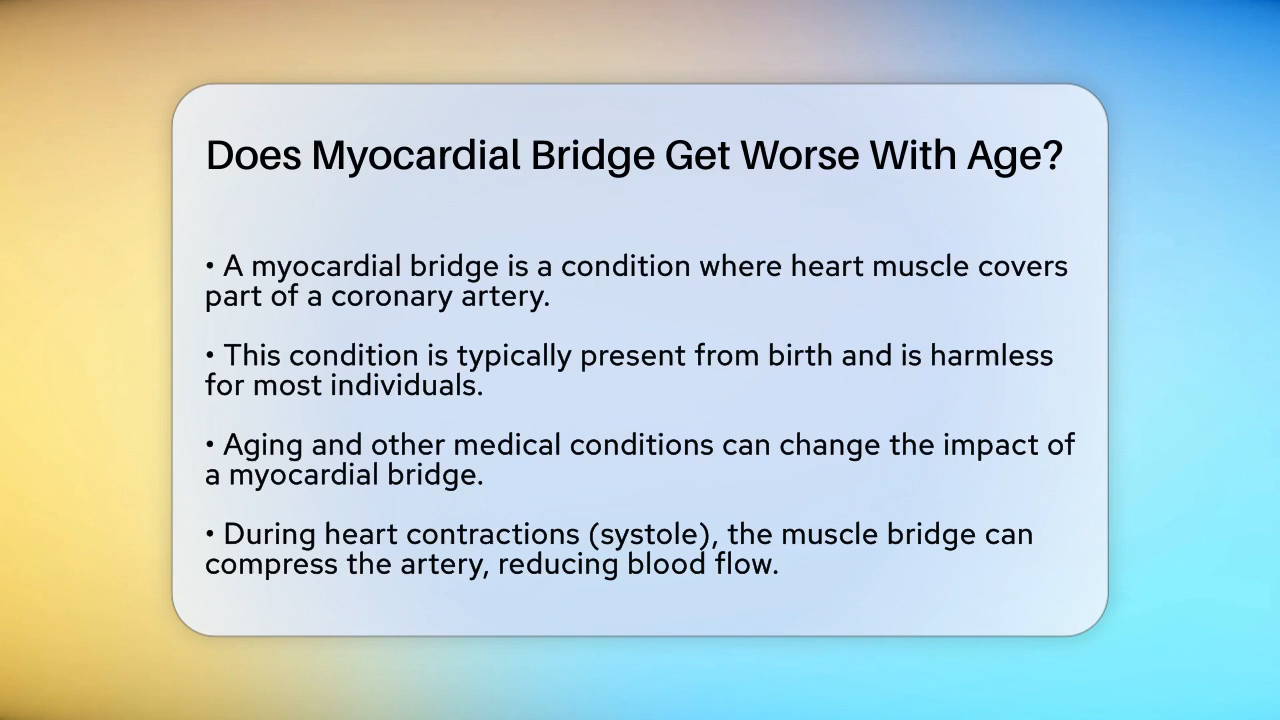 Does Myocardial Bridge Get Worse With Age?
• A myocardial bridge is a condition where heart muscle covers
part of a coronary artery.
• This condition is typically present from birth and is harmless
for most individuals.
• Aging and other medical conditions can change the impact of
a myocardial bridge.
• During heart contractions (systole), the muscle bridge can
compress the artery, reducing blood flow.